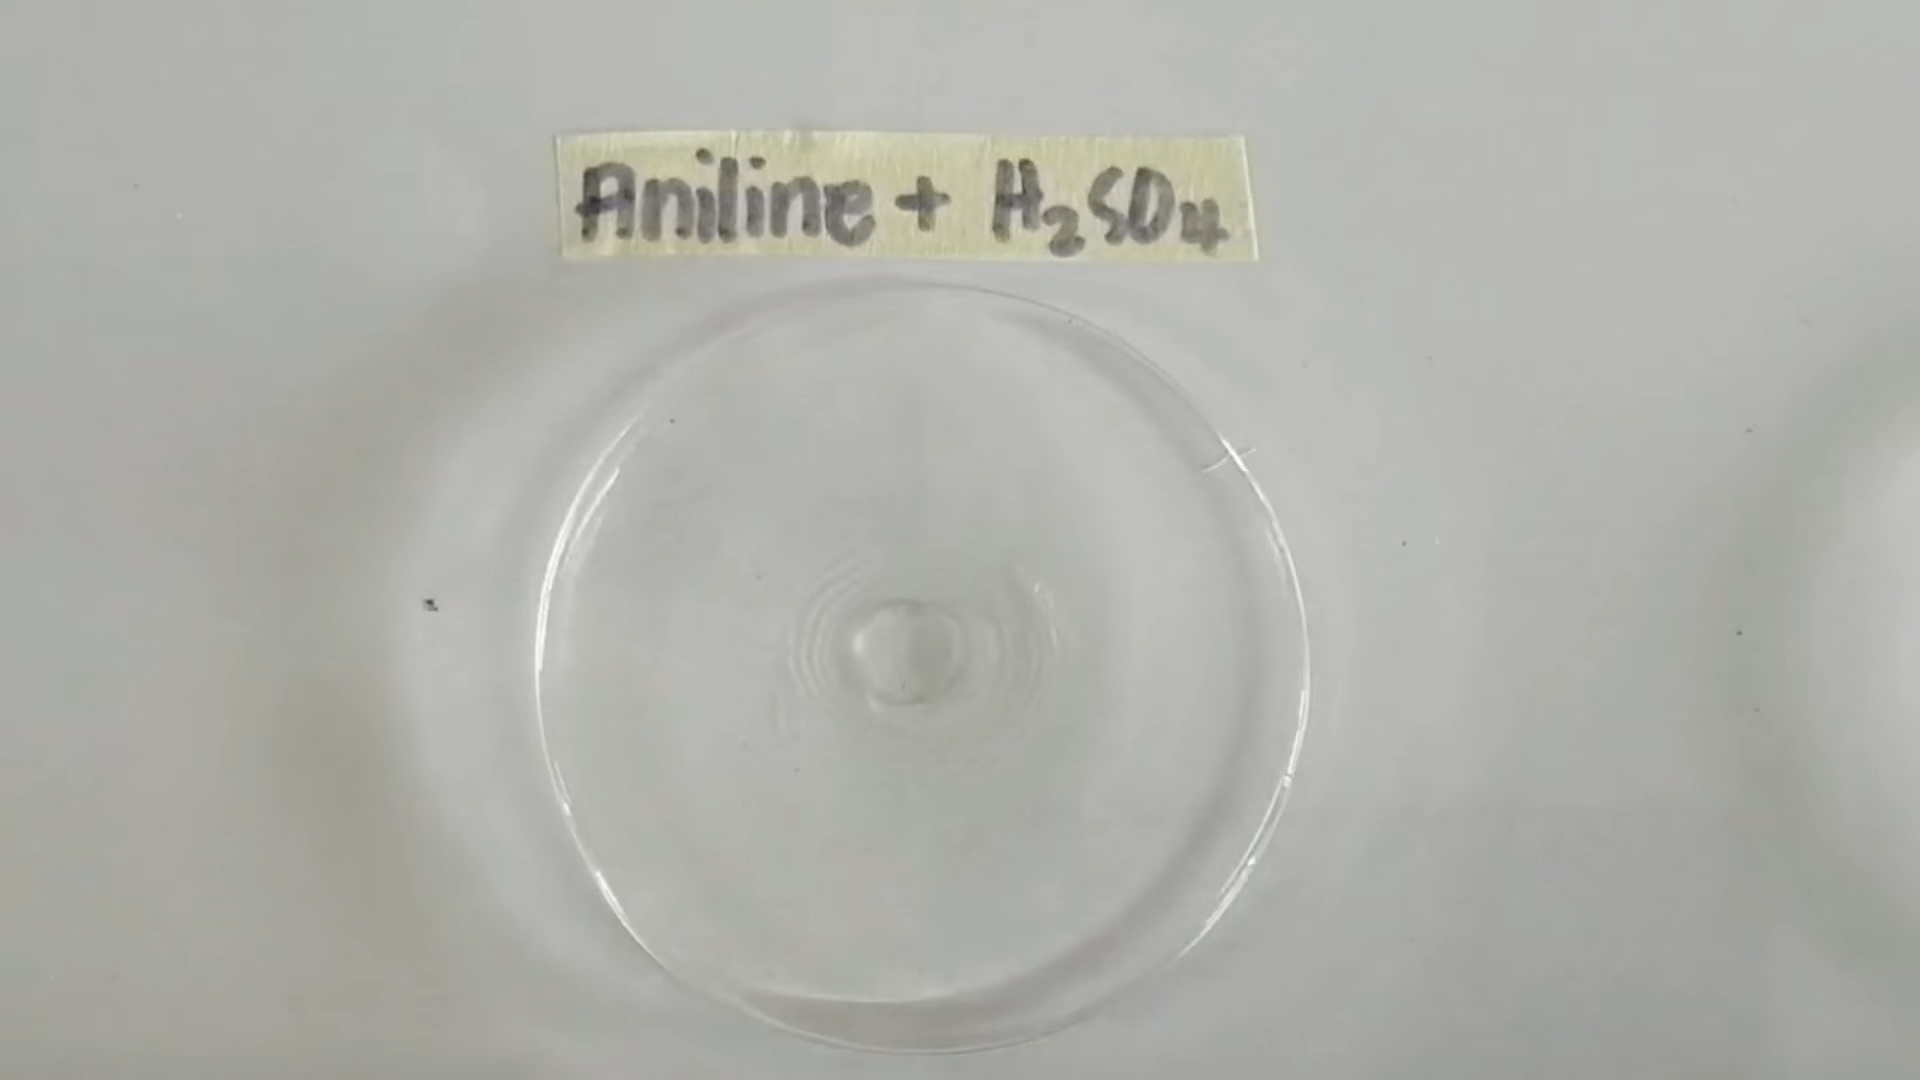 Aniline + H₂SO₄